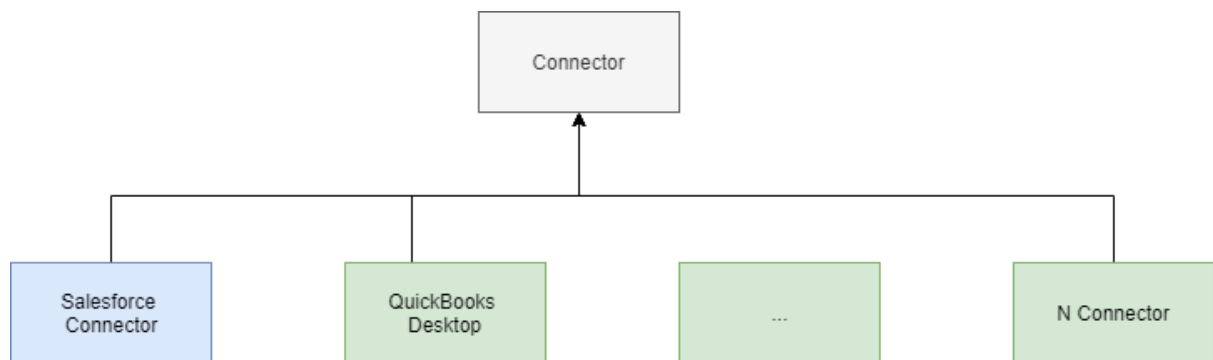 Connector
Salesforce
Connector
QuickBooks
Desktop
...
N Connector